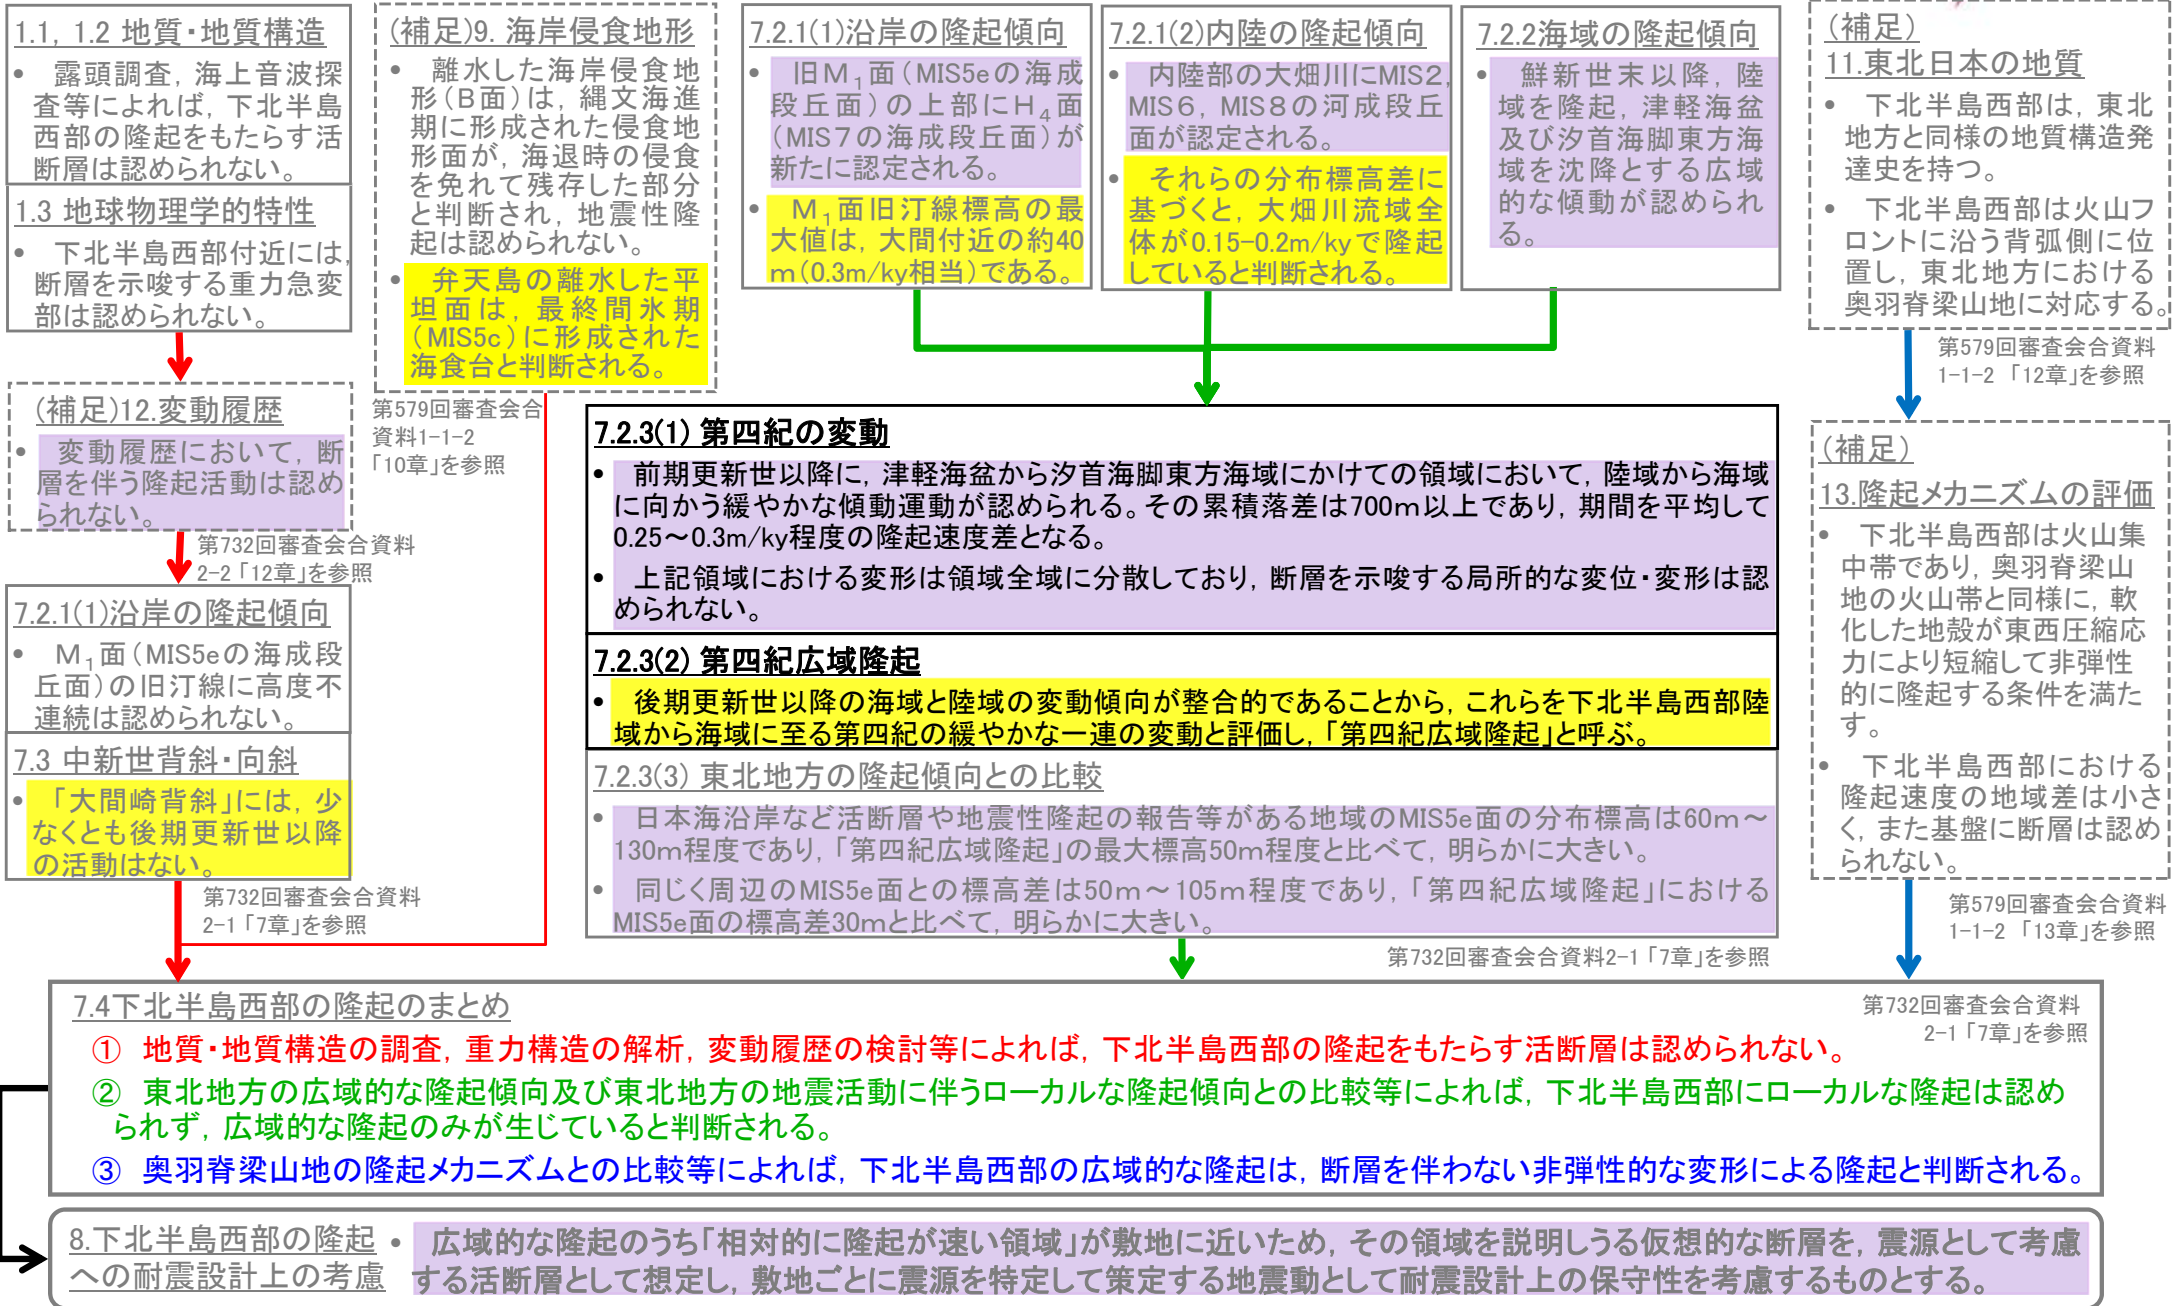 1.1, 1.2 地質・地質構造
• 露頭調査, 海上音波探
査等によれば, 下北半島
西部の隆起をもたらす活
断層は認められない。
1.3 地球物理学的特性
• 下北半島西部付近には,
断層を示唆する重力急変
部は認められない。
(補足)12.変動履歴
• 変動履歴において, 断
層を伴う隆起活動は認め
られない。
第732回審査会合資料
2-2「12章」を参照
7.2.1(1)沿岸の隆起傾向
• M₁面(MIS5eの海成段
丘面)の旧汀線に高度不
連続は認められない。
7.3 中新世背斜・向斜
• 「大間崎背斜」には, 少
なくとも後期更新世以降
の活動はない。
第732回審査会合資料
2-1「7章」を参照
(補足)9. 海岸侵食地形
• 離水した海岸侵食地
形(B面)は, 縄文海進
期に形成された侵食地
形面が, 海退時の侵食
を免れて残存した部分
と判断され, 地震性隆
起は認められない。
• 弁天島の離水した平
坦面は, 最終間氷期
(MIS5c)に形成された
海食台と判断される。
第579回審査会合
資料1-1-2
「10章」を参照
7.2.1(1)沿岸の隆起傾向
• 旧M₁面(MIS5eの海成
段丘面)の上部にH₄面
(MIS7の海成段丘面)が
新たに認定される。
• M₁面旧汀線標高の最
大値は, 大間付近の約40
m(0.3m/ky相当)である。
7.2.1(2)内陸の隆起傾向
• 内陸部の大畑川にMIS2,
MIS6, MIS8の河成段丘
面が認定される。
• それらの分布標高差に
基づくと, 大畑川流域全
体が0.15-0.2m/kyで隆起
していると判断される。
7.2.2海域の隆起傾向
• 鮮新世末以降, 陸
域を隆起, 津軽海盆
及び汐首海脚東方海
域を沈降とする広域
的な傾動が認められ
る。
7.2.3(1) 第四紀の変動
• 前期更新世以降に, 津軽海盆から汐首海脚東方海域にかけての領域において, 陸域から海域
に向かう緩やかな傾動運動が認められる。その累積落差は700m以上であり, 期間を平均して
0.25～0.3m/ky程度の隆起速度差となる。
• 上記領域における変形は領域全域に分散しており, 断層を示唆する局所的な変位・変形は認
められない。
7.2.3(2) 第四紀広域隆起
• 後期更新世以降の海域と陸域の変動傾向が整合的であることから, これらを下北半島西部陸
域から海域に至る第四紀の緩やかな一連の変動と評価し, 「第四紀広域隆起」と呼ぶ。
7.2.3(3) 東北地方の隆起傾向との比較
• 日本海沿岸など活断層や地震性隆起の報告等がある地域のMIS5e面の分布標高は60m～
130m程度であり, 「第四紀広域隆起」の最大標高50m程度と比べて, 明らかに大きい。
• 同じく周辺のMIS5e面との標高差は50m～105m程度であり, 「第四紀広域隆起」における
MIS5e面の標高差30mと比べて, 明らかに大きい。
第732回審査会合資料2-1「7章」を参照
(補足)
11.東北日本の地質
• 下北半島西部は, 東北
地方と同様の地質構造発
達史を持つ。
• 下北半島西部は火山フ
ロントに沿う背弧側に位
置し, 東北地方における
奥羽脊梁山地に対応する。
第579回審査会合資料
1-1-2 「12章」を参照
(補足)
13.隆起メカニズムの評価
• 下北半島西部は火山集
中帯であり, 奥羽脊梁山
地の火山帯と同様に, 軟
化した地殻が東西圧縮応
力により短縮して非弾性
的に隆起する条件を満た
す。
• 下北半島西部における
隆起速度の地域差は小さ
く, また基盤に断層は認め
られない。
第579回審査会合資料
1-1-2 「13章」を参照
7.4下北半島西部の隆起のまとめ
第732回審査会合資料
2-1「7章」を参照
① 地質・地質構造の調査, 重力構造の解析, 変動履歴の検討等によれば, 下北半島西部の隆起をもたらす活断層は認められない。
② 東北地方の広域的な隆起傾向及び東北地方の地震活動に伴うローカルな隆起傾向との比較等によれば, 下北半島西部にローカルな隆起は認め
られず, 広域的な隆起のみが生じていると判断される。
③ 奥羽脊梁山地の隆起メカニズムとの比較等によれば, 下北半島西部の広域的な隆起は, 断層を伴わない非弾性的な変形による隆起と判断される。
8.下北半島西部の隆起
への耐震設計上の考慮
• 広域的な隆起のうち「相対的に隆起が速い領域」が敷地に近いため, その領域を説明しうる仮想的な断層を, 震源として考慮
する活断層として想定し, 敷地ごとに震源を特定して策定する地震動として耐震設計上の保守性を考慮するものとする。